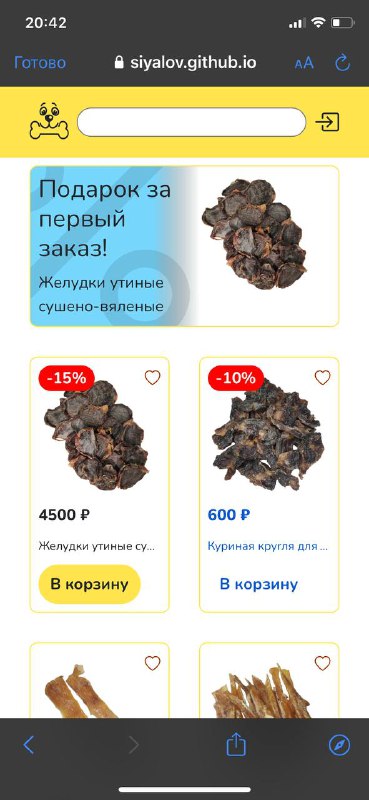 20:42
Готово
siyalov.github.io
AA
Подарок за
первый
заказ!
Желудки утиные
сушено-вяленые
-15%
4500 ₽
Желудки утиные су...
В корзину
-10%
600 ₽
Куриная кругля для ...
В корзину